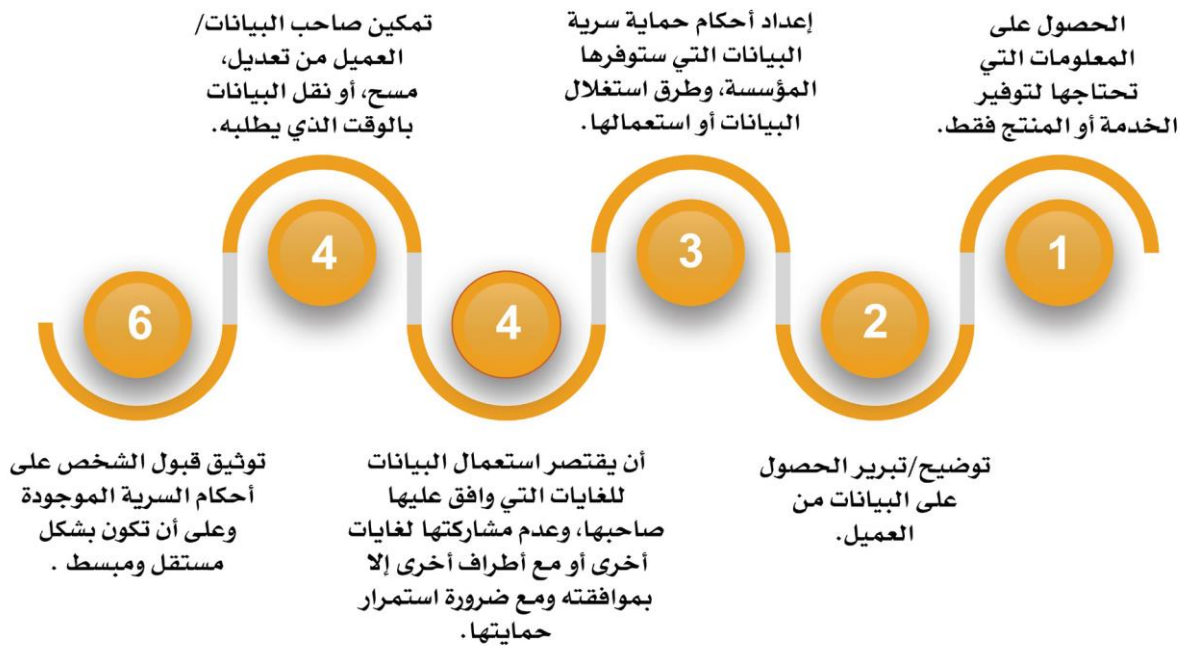 الحصول على
المعلومات التي
تحتاجها لتوفير
الخدمة أو المنتج فقط.
1
2
توضيح/تبرير الحصول
على البيانات من
العميل.
إعداد أحكام حماية سرية
البيانات التي ستوفرها
المؤسسة، وطرق استغلال
البيانات أو استعمالها.
3
4
أن يقتصر استعمال البيانات
للغايات التي وافق عليها
صاحبها، وعدم مشاركتها لغايات
أخرى أو مع أطراف أخرى إلا
بموافقته ومع ضرورة استمرار
حمايتها.
تمكين صاحب البيانات/
العميل من تعديل،
مسح، أو نقل البيانات
بالوقت الذي يطلبه.
4
6
توثيق قبول الشخص على
أحكام السرية الموجودة
وعلى أن تكون بشكل
مستقل ومبسط .